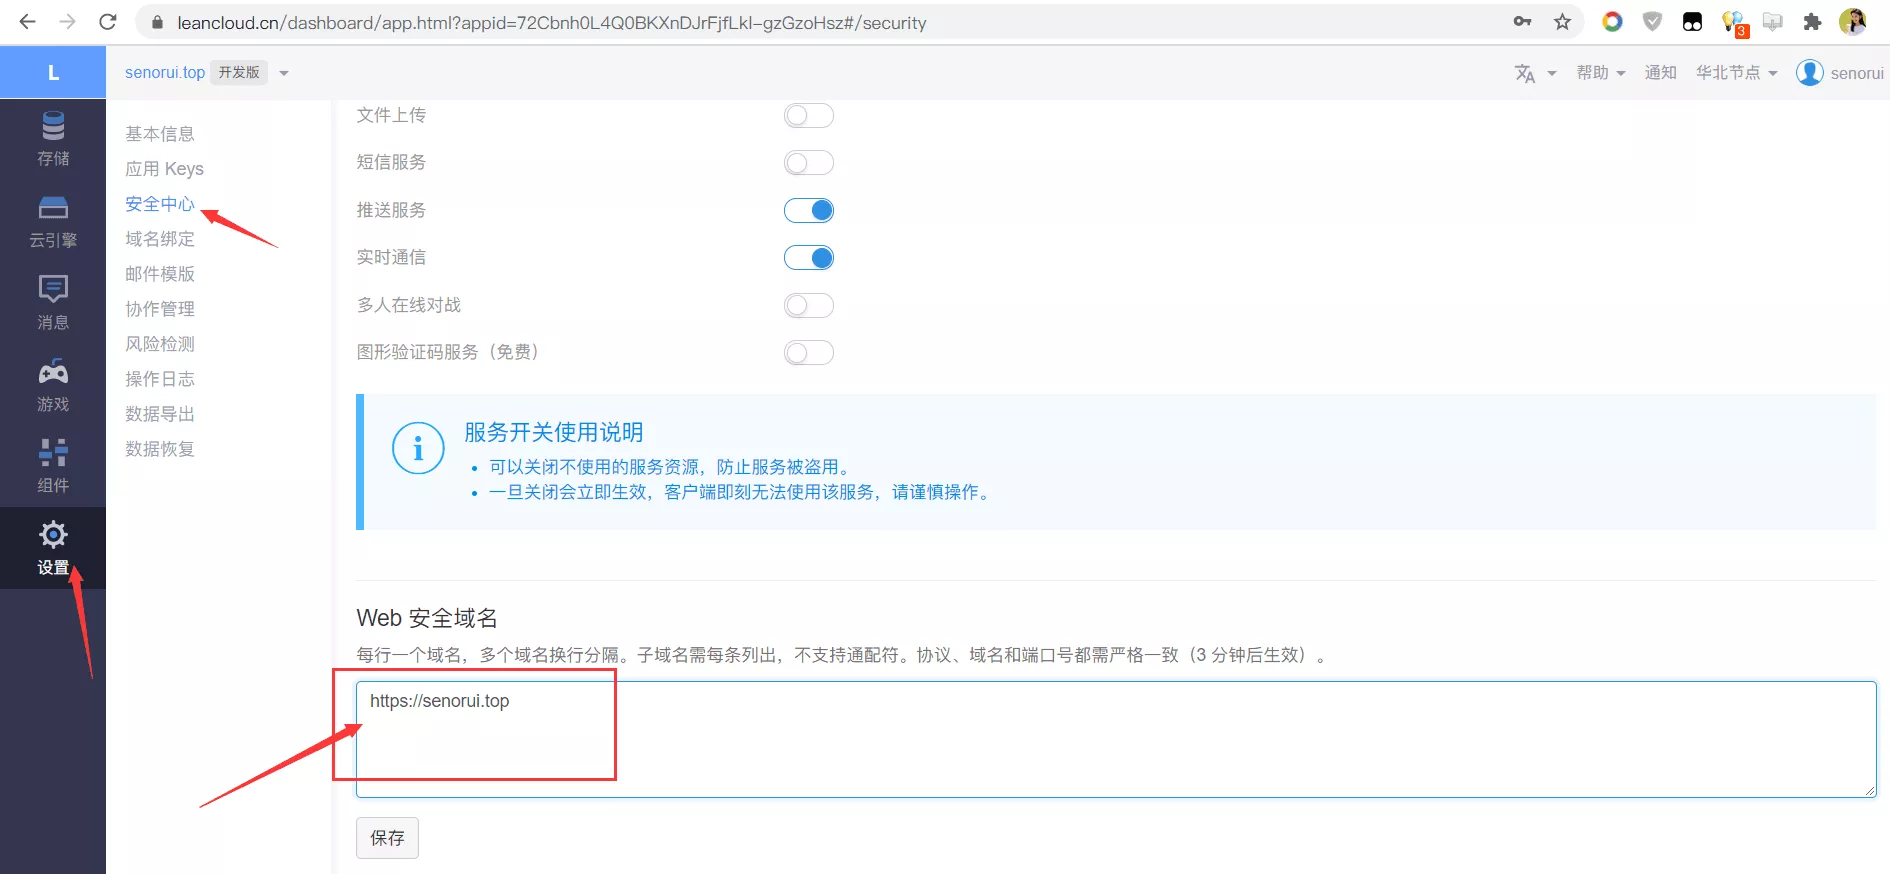 leancloud.cn/dashboard/app.html?appid=72Cbnh0L4Q0BKXnDJrFjfLkI-gzGzoHsz#/security
3
L
senorui.top 开发版
帮助
通知
华北节点
senorui
存储
云引擎
消息
游戏
组件
设置
基本信息
应用 Keys
安全中心
域名绑定
邮件模版
协作管理
风险检测
操作日志
数据导出
数据恢复
文件上传
短信服务
推送服务
实时通信
多人在线对战
图形验证码服务（免费）
服务开关使用说明
• 可以关闭不使用的服务资源，防止服务被盗用。
• 一旦关闭会立即生效，客户端即刻无法使用该服务，请谨慎操作。
Web 安全域名
每行一个域名，多个域名换行分隔。子域名需每条列出，不支持通配符。协议、域名和端口号都需严格一致（3 分钟后生效）。
https://senorui.top
保存